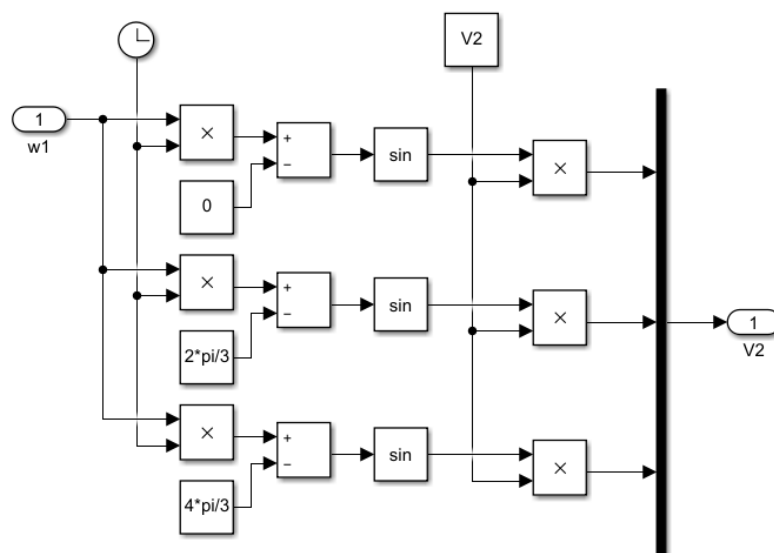 V2
1
w1
×
+
−
sin
×
0
×
+
−
sin
×
2*pi/3
1
V2
×
+
−
sin
×
4*pi/3